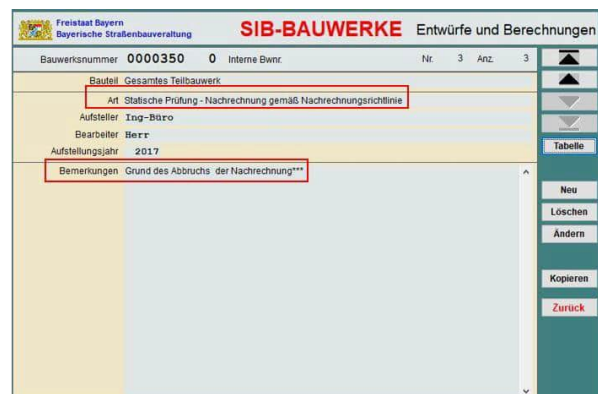 Freistaat Bayern
Bayerische Straßenbauveraltung
SIB-BAUWERKE Entwürfe und Berechnungen
Bauwerksnummer 0000350 0 Interne Bwnr. Nr. 3 Anz. 3
Bauteil Gesamtes Teilbauwerk
Art Statische Prüfung - Nachrechnung gemäß Nachrechnungsrichtlinie
Aufsteller Ing-Büro
Bearbeiter Herr
Aufstellungsjahr 2017
Tabelle
Bemerkungen Grund des Abbruchs der Nachrechnung***
Neu
Löschen
Ändern
Kopieren
Zurück